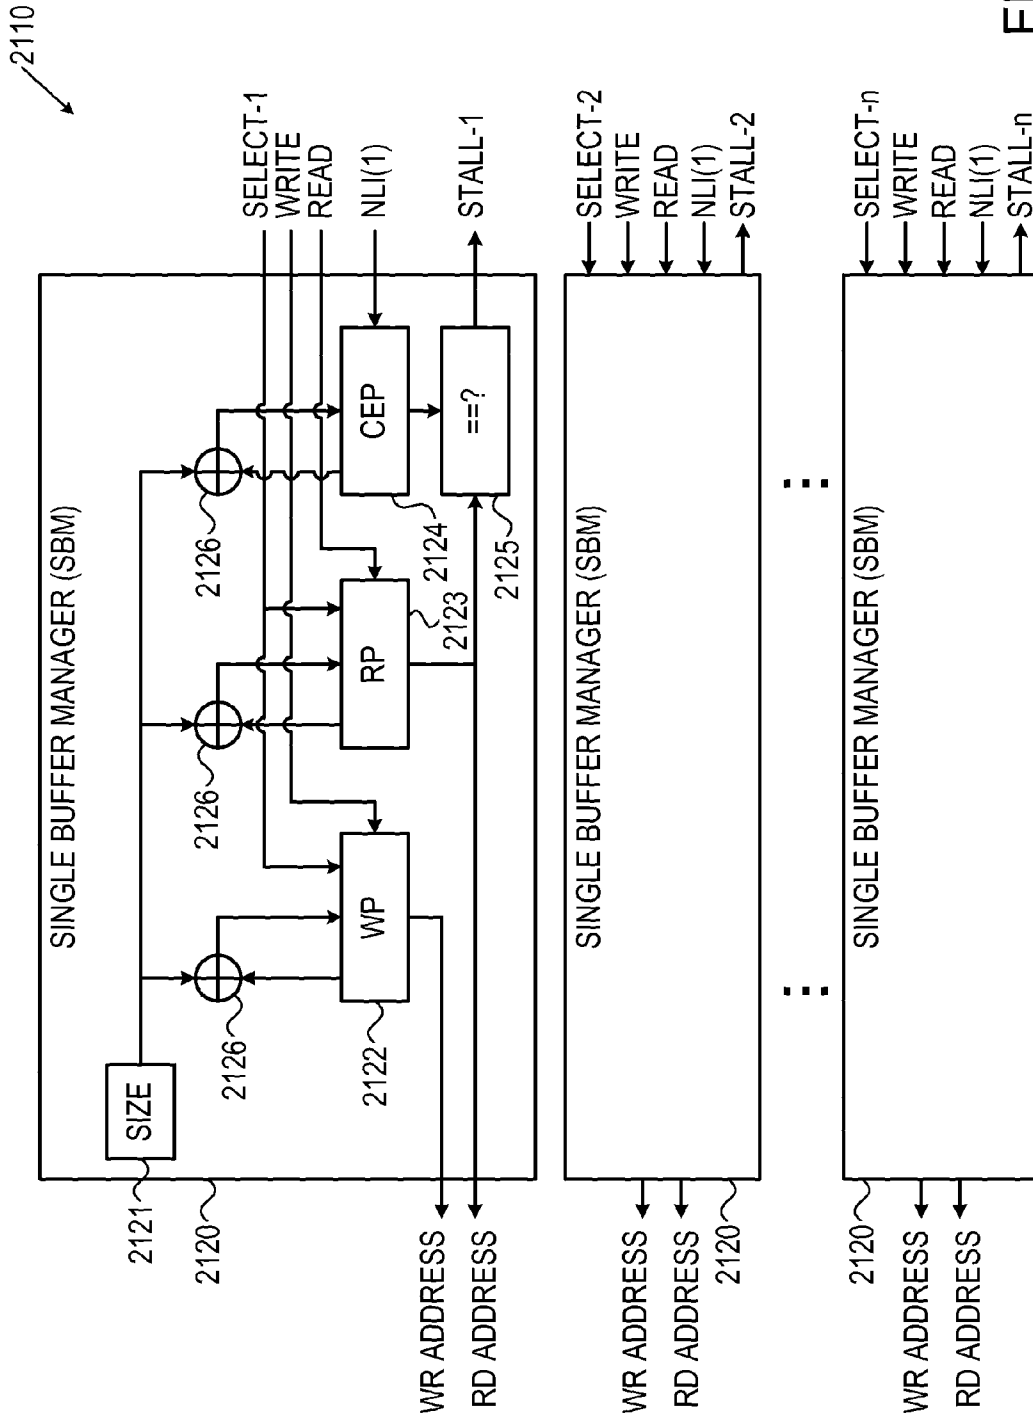 2110
SINGLE BUFFER MANAGER (SBM)
SIZE
2121
2120
2126
2126
2126
WP
2122
RP
2123
CEP
2124
==?
2125
SELECT-1
WRITE
READ
NLI(1)
STALL-1
WR ADDRESS
RD ADDRESS
SINGLE BUFFER MANAGER (SBM)
SELECT-2
WRITE
READ
NLI(1)
STALL-2
WR ADDRESS
RD ADDRESS
2120
SINGLE BUFFER MANAGER (SBM)
SELECT-n
WRITE
READ
NLI(1)
STALL-n
2120
WR ADDRESS
RD ADDRESS